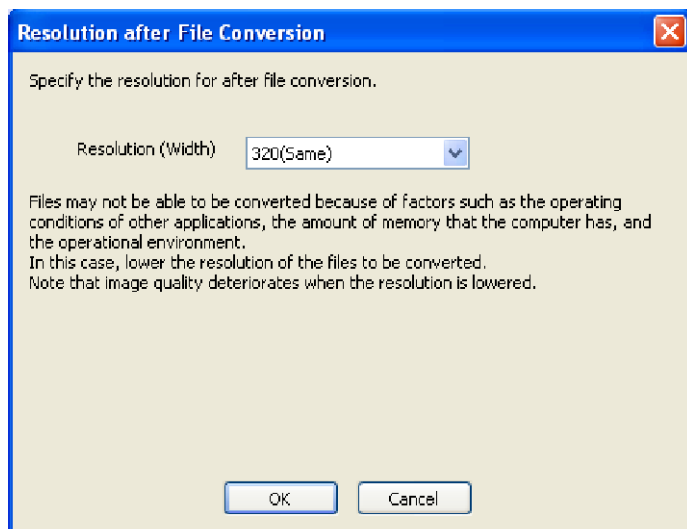 Resolution after File Conversion
Specify the resolution for after file conversion.
Resolution (Width) 320(Same)
Files may not be able to be converted because of factors such as the operating
conditions of other applications, the amount of memory that the computer has, and
the operational environment.
In this case, lower the resolution of the files to be converted.
Note that image quality deteriorates when the resolution is lowered.
OK Cancel